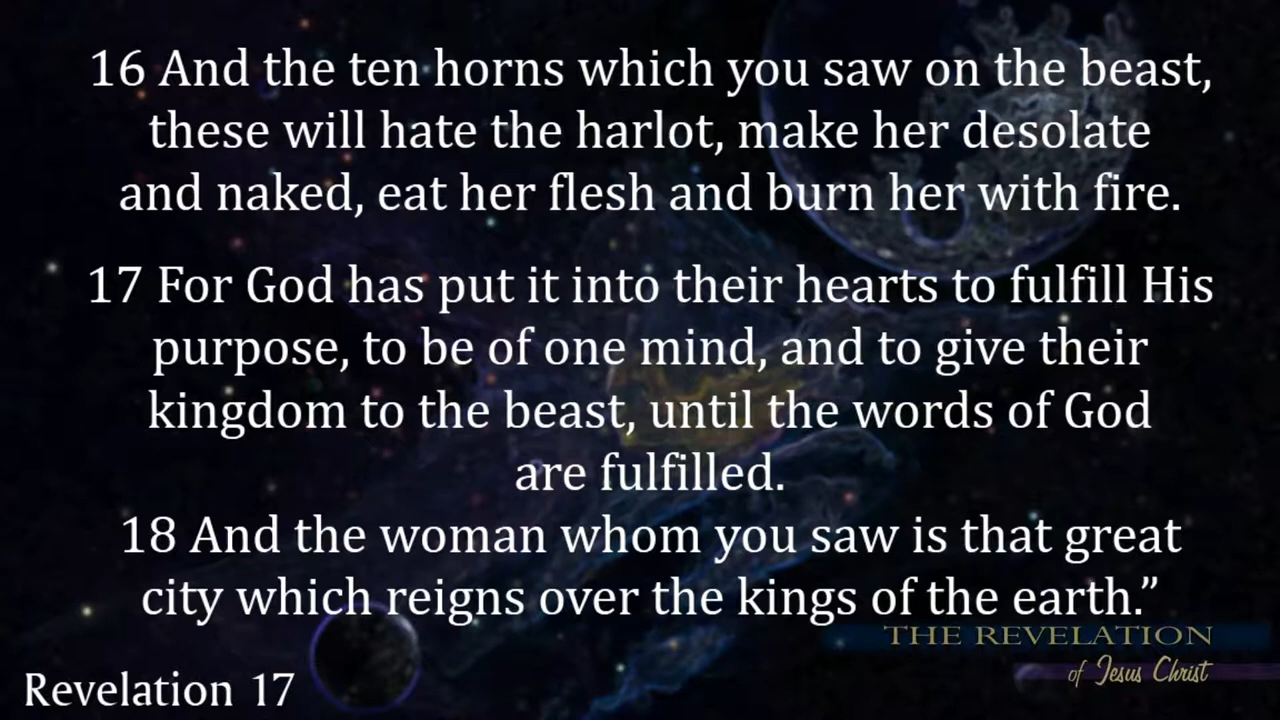 16 And the ten horns which you saw on the beast,
these will hate the harlot, make her desolate
and naked, eat her flesh and burn her with fire.
17 For God has put it into their hearts to fulfill His
purpose, to be of one mind, and to give their
kingdom to the beast, until the words of God
are fulfilled.
18 And the woman whom you saw is that great
city which reigns over the kings of the earth.”
THE REVELATION
of Jesus Christ
Revelation 17